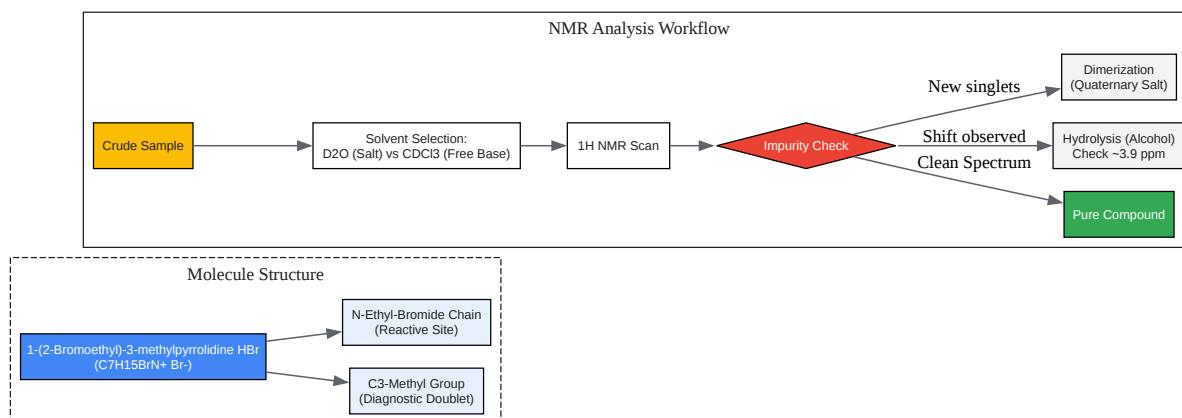 NMR Analysis Workflow
Crude Sample
Solvent Selection:
D2O (Salt) vs CDCl3 (Free Base)
1H NMR Scan
Impurity Check
New singlets
Shift observed
Clean Spectrum
Dimerization
(Quaternary Salt)
Hydrolysis (Alcohol)
Check ~3.9 ppm
Pure Compound
Molecule Structure
1-(2-Bromoethyl)-3-methylpyrrolidine HBr
(C7H15BrN+ Br-)
N-Ethyl-Bromide Chain
(Reactive Site)
C3-Methyl Group
(Diagnostic Doublet)